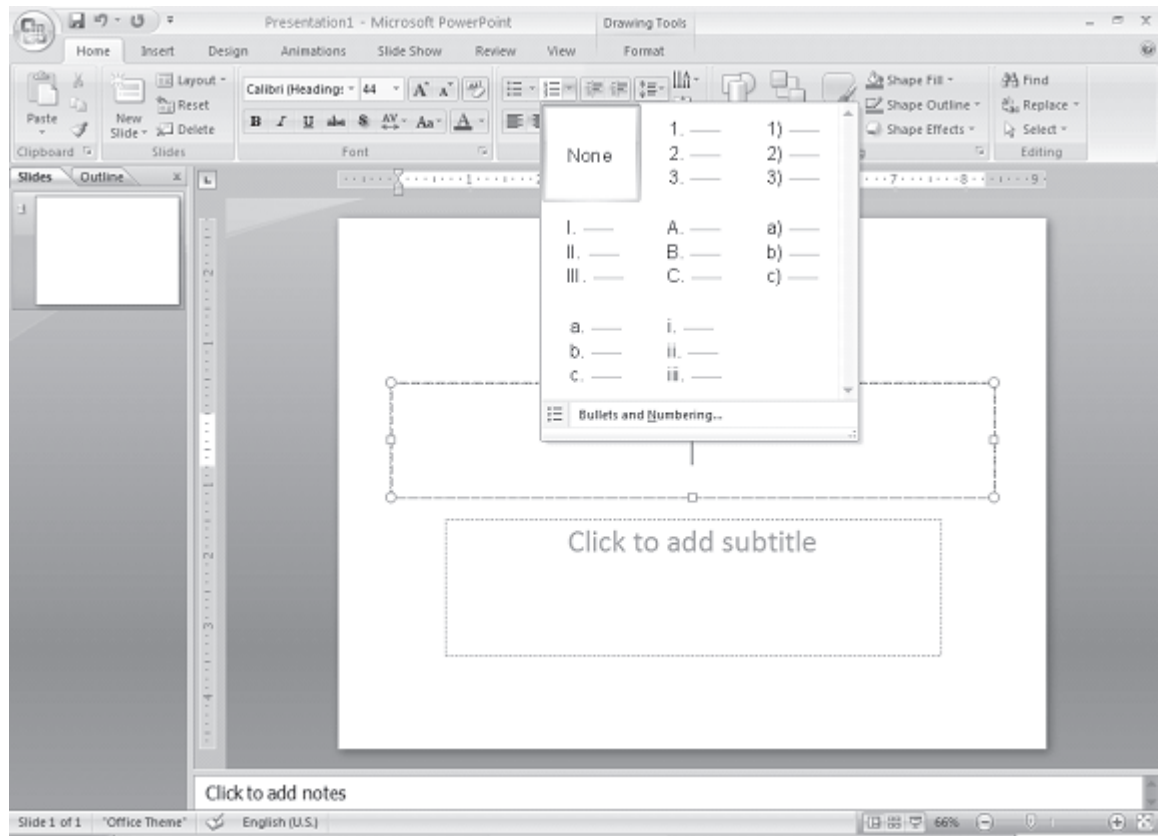 Presentation1 - Microsoft PowerPoint
Drawing Tools
Home Insert Design Animations Slide Show Review View Format
Paste
Clipboard
New Slide
Layout
Reset
Delete
Slides
Calibri (Headings 44
B I U abc S AV Aa A
Font
Shape Fill
Shape Outline
Shape Effects
Find
Replace
Select
Editing
Slides Outline
None
1.
2.
3.
1)
2)
3)
I.
II.
III.
A.
B.
C.
a)
b)
c)
a.
b.
c.
i.
ii.
iii.
Bullets and Numbering...
Click to add subtitle
Click to add notes
Slide 1 of 1 "Office Theme" English (U.S.) 66%